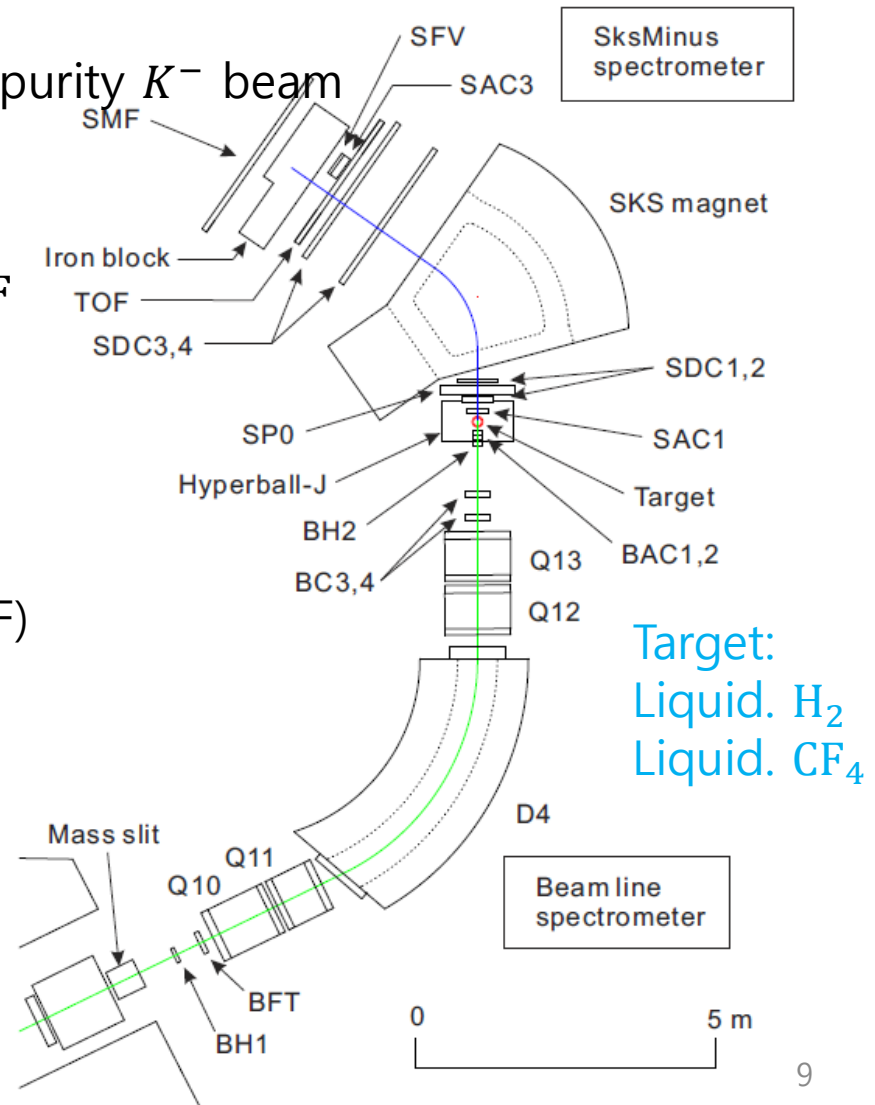 purity K⁻ beam
SFV
SksMinus
spectrometer
SAC3
SMF
SKS magnet
Iron block
TOF
SDC3,4
SDC1,2
SP0
SAC1
Hyperball-J
Target
BH2
BAC1,2
Q13
BC3,4
Q12
F)
Target:
Liquid. H₂
Liquid. CF₄
D4
Mass slit
Q11
Q10
Beam line
spectrometer
BFT
BH1
0 5 m
9